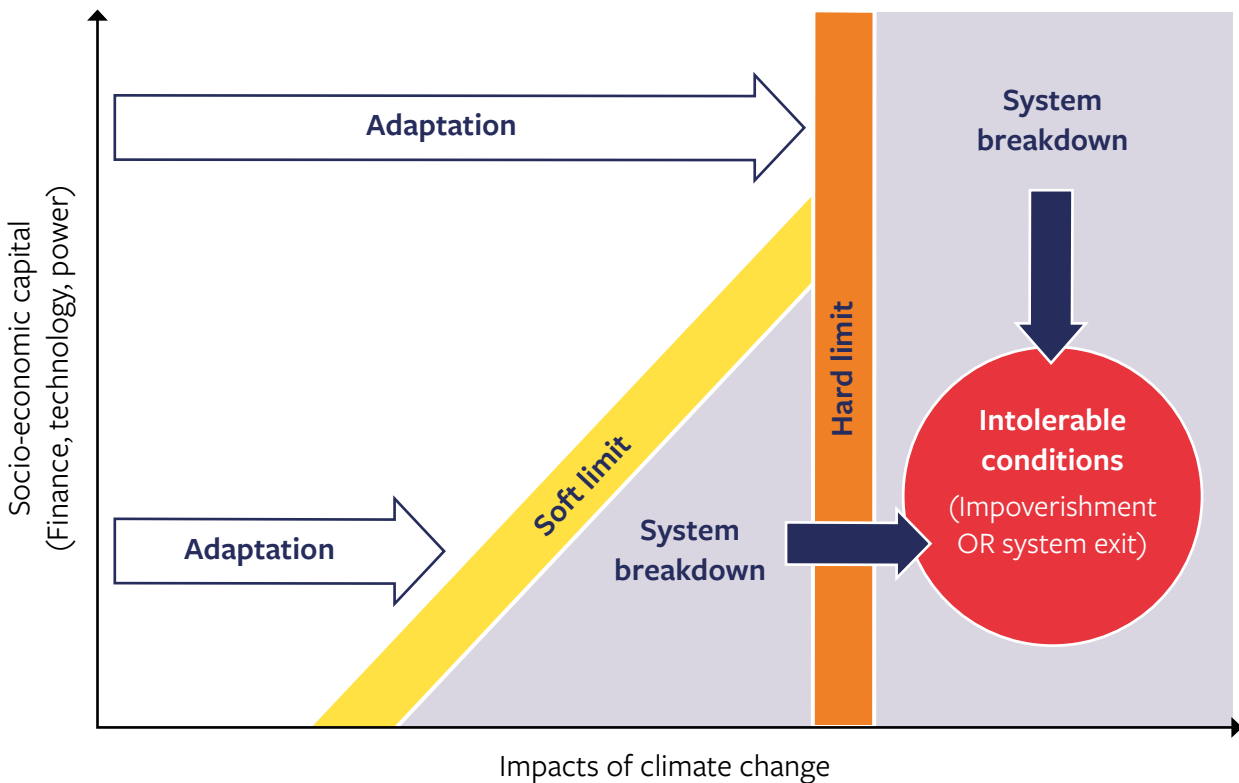 Socio-economic capital
(Finance, technology, power)
Adaptation
Adaptation
Soft limit
Hard limit
System
breakdown
System
breakdown
Intolerable
conditions
(Impoverishment
OR system exit)
Impacts of climate change